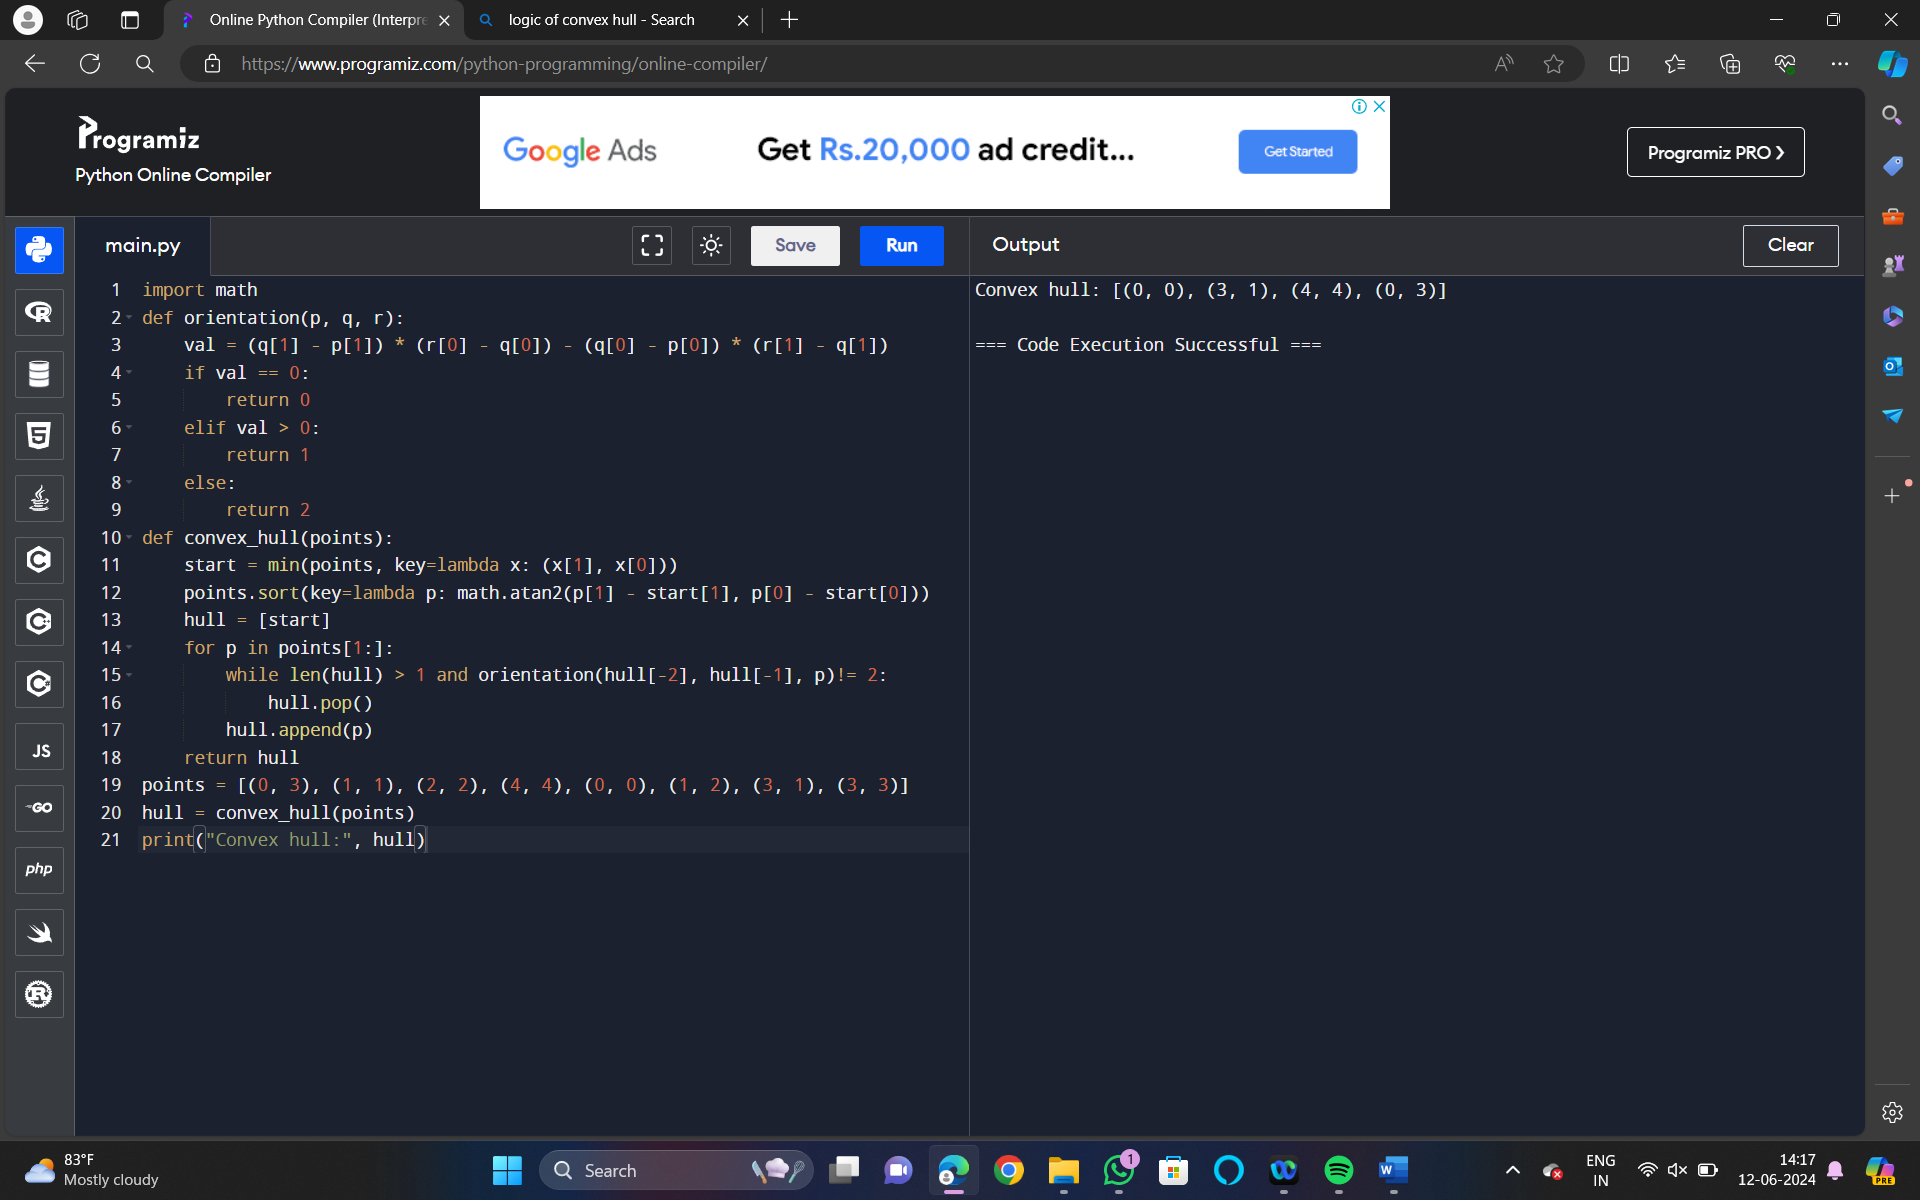 Online Python Compiler (Interpre
logic of convex hull - Search
https://www.programiz.com/python-programming/online-compiler/
Programiz
Python Online Compiler
Google Ads
Get Rs.20,000 ad credit...
Get Started
Programiz PRO ❯
main.py
Save
Run
Output
Clear
1 import math
2 def orientation(p, q, r):
3     val = (q[1] - p[1]) * (r[0] - q[0]) - (q[0] - p[0]) * (r[1] - q[1])
4     if val == 0:
5         return 0
6     elif val > 0:
7         return 1
8     else:
9         return 2
10 def convex_hull(points):
11     start = min(points, key=lambda x: (x[1], x[0]))
12     points.sort(key=lambda p: math.atan2(p[1] - start[1], p[0] - start[0]))
13     hull = [start]
14     for p in points[1:]:
15         while len(hull) > 1 and orientation(hull[-2], hull[-1], p)!= 2:
16             hull.pop()
17         hull.append(p)
18     return hull
19 points = [(0, 3), (1, 1), (2, 2), (4, 4), (0, 0), (1, 2), (3, 1), (3, 3)]
20 hull = convex_hull(points)
21 print("Convex hull:", hull)
Convex hull: [(0, 0), (3, 1), (4, 4), (0, 3)]
=== Code Execution Successful ===
JS
GO
php
83°F
Mostly cloudy
Search
1
ENG
IN
14:17
12-06-2024
PRE